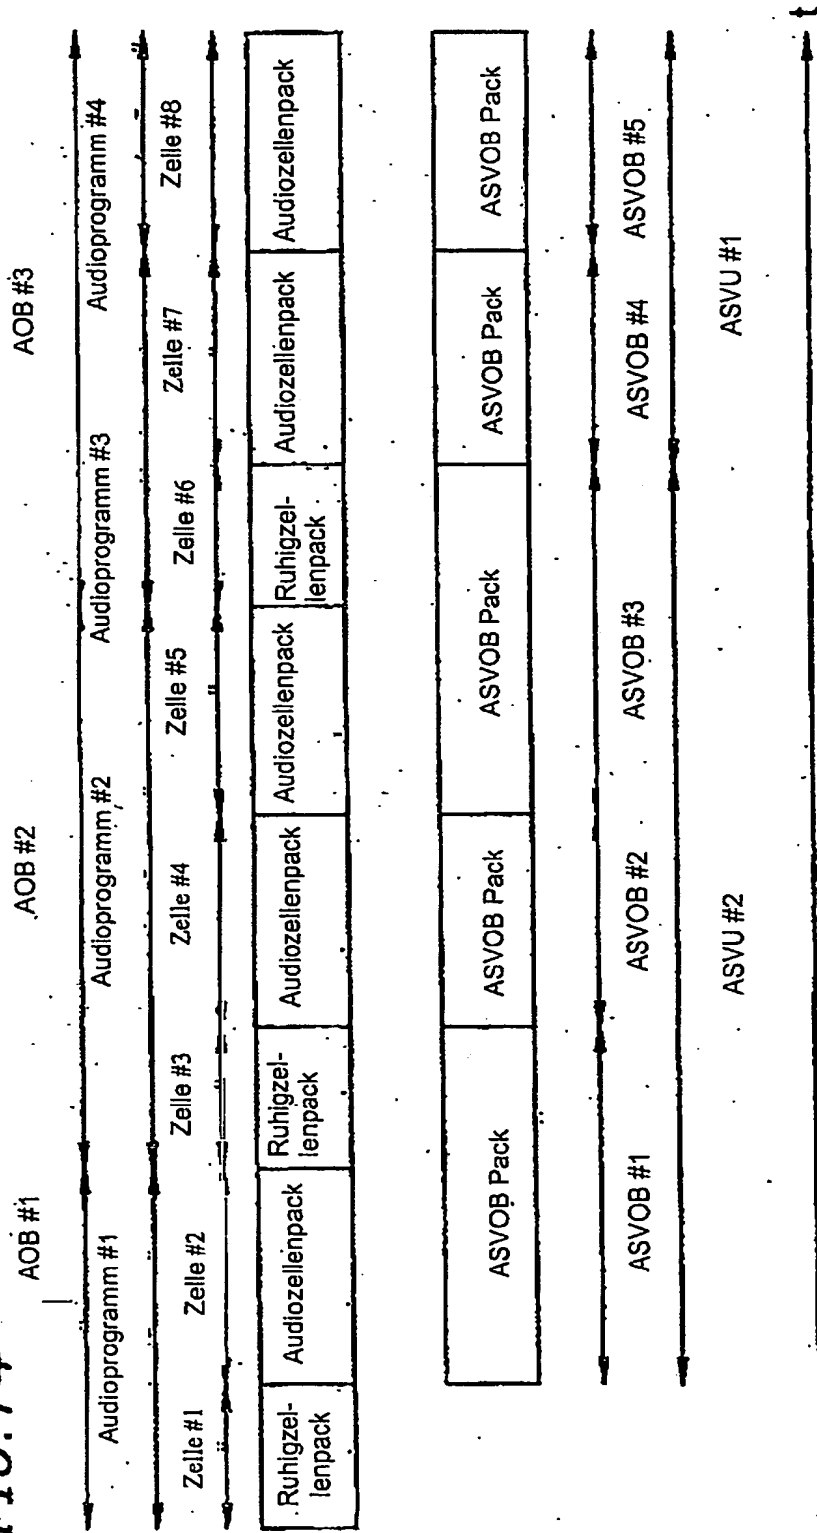 AOB #1 AOB #2 AOB #3
Audioprogramm #1 Audioprogramm #2 Audioprogramm #3 Audioprogramm #4
Zelle #1 Zelle #2 Zelle #3 Zelle #4 Zelle #5 Zelle #6 Zelle #7 Zelle #8
Ruhigzel-
lenpack
Audiozellenpack
Ruhigzel-
lenpack
Audiozellenpack
Audiozellenpack
Ruhigzel-
lenpack
Audiozellenpack
Audiozellenpack
ASVOB Pack ASVOB Pack ASVOB Pack ASVOB Pack ASVOB Pack
ASVOB #1 ASVOB #2 ASVOB #3 ASVOB #4 ASVOB #5
ASVU #2 ASVU #1
t